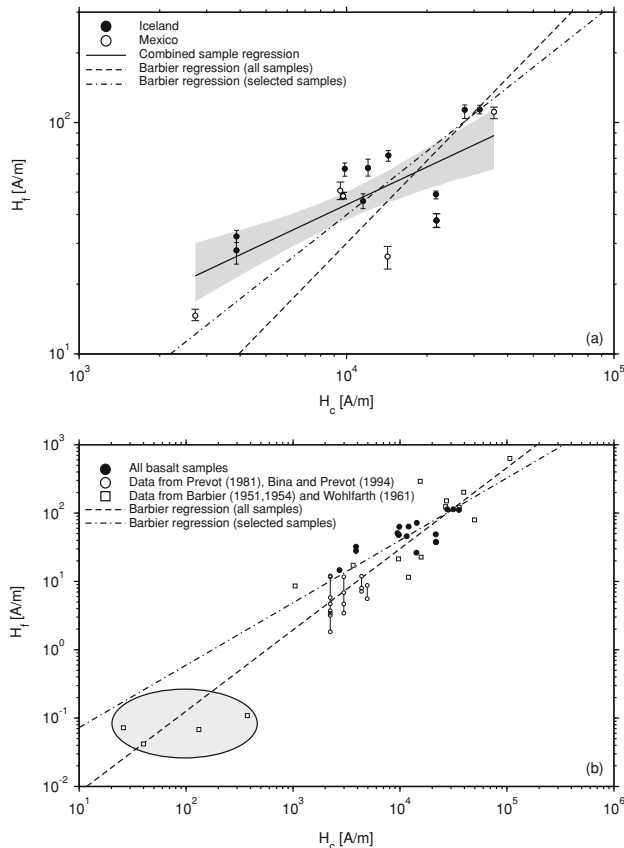 Iceland
Mexico
Combined sample regression
Barbier regression (all samples)
Barbier regression (selected samples)
10^2
10^1
H_f [A/m]
(a)
10^3 10^4 10^5
H_c [A/m]
10^3
10^2
10^1
10^0
10^-1
10^-2
H_f [A/m]
All basalt samples
Data from Prevot (1981), Bina and Prevot (1994)
Data from Barbier (1951,1954) and Wohlfarth (1961)
Barbier regression (all samples)
Barbier regression (selected samples)
(b)
10^1 10^2 10^3 10^4 10^5 10^6
H_c [A/m]